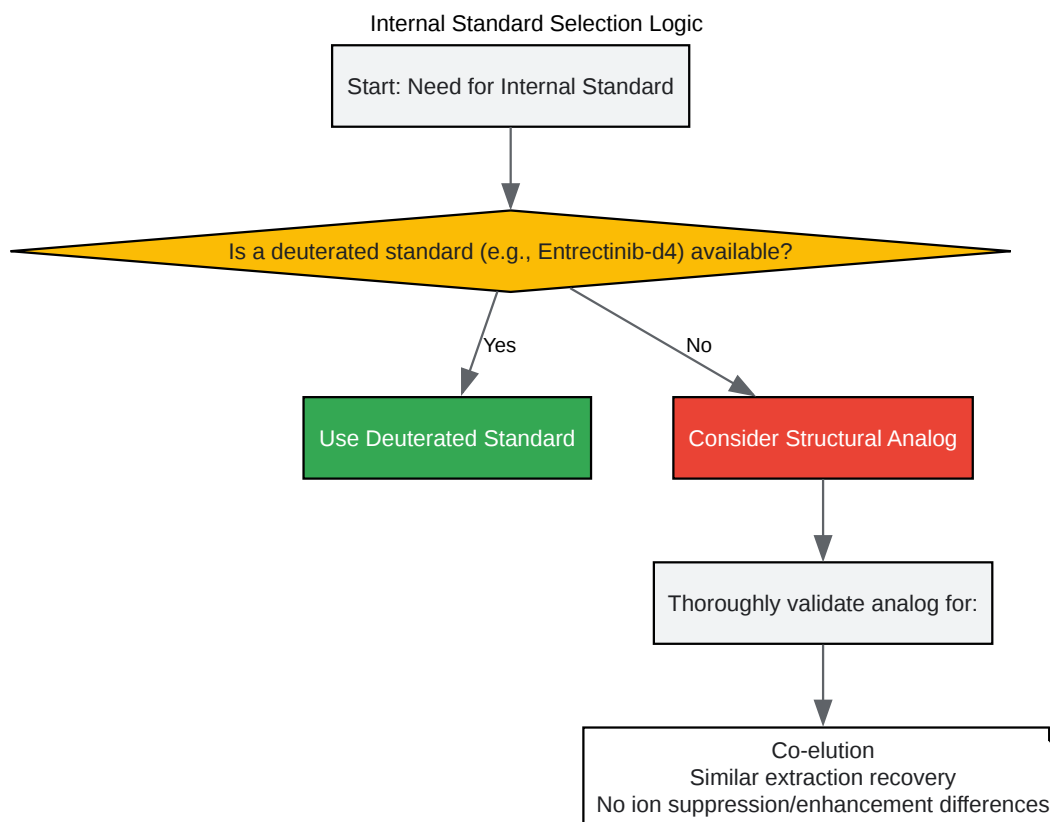 Internal Standard Selection Logic
Start: Need for Internal Standard
Is a deuterated standard (e.g., Entrectinib-d4) available?
Yes
No
Use Deuterated Standard
Consider Structural Analog
Thoroughly validate analog for:
Co-elution
Similar extraction recovery
No ion suppression/enhancement differences